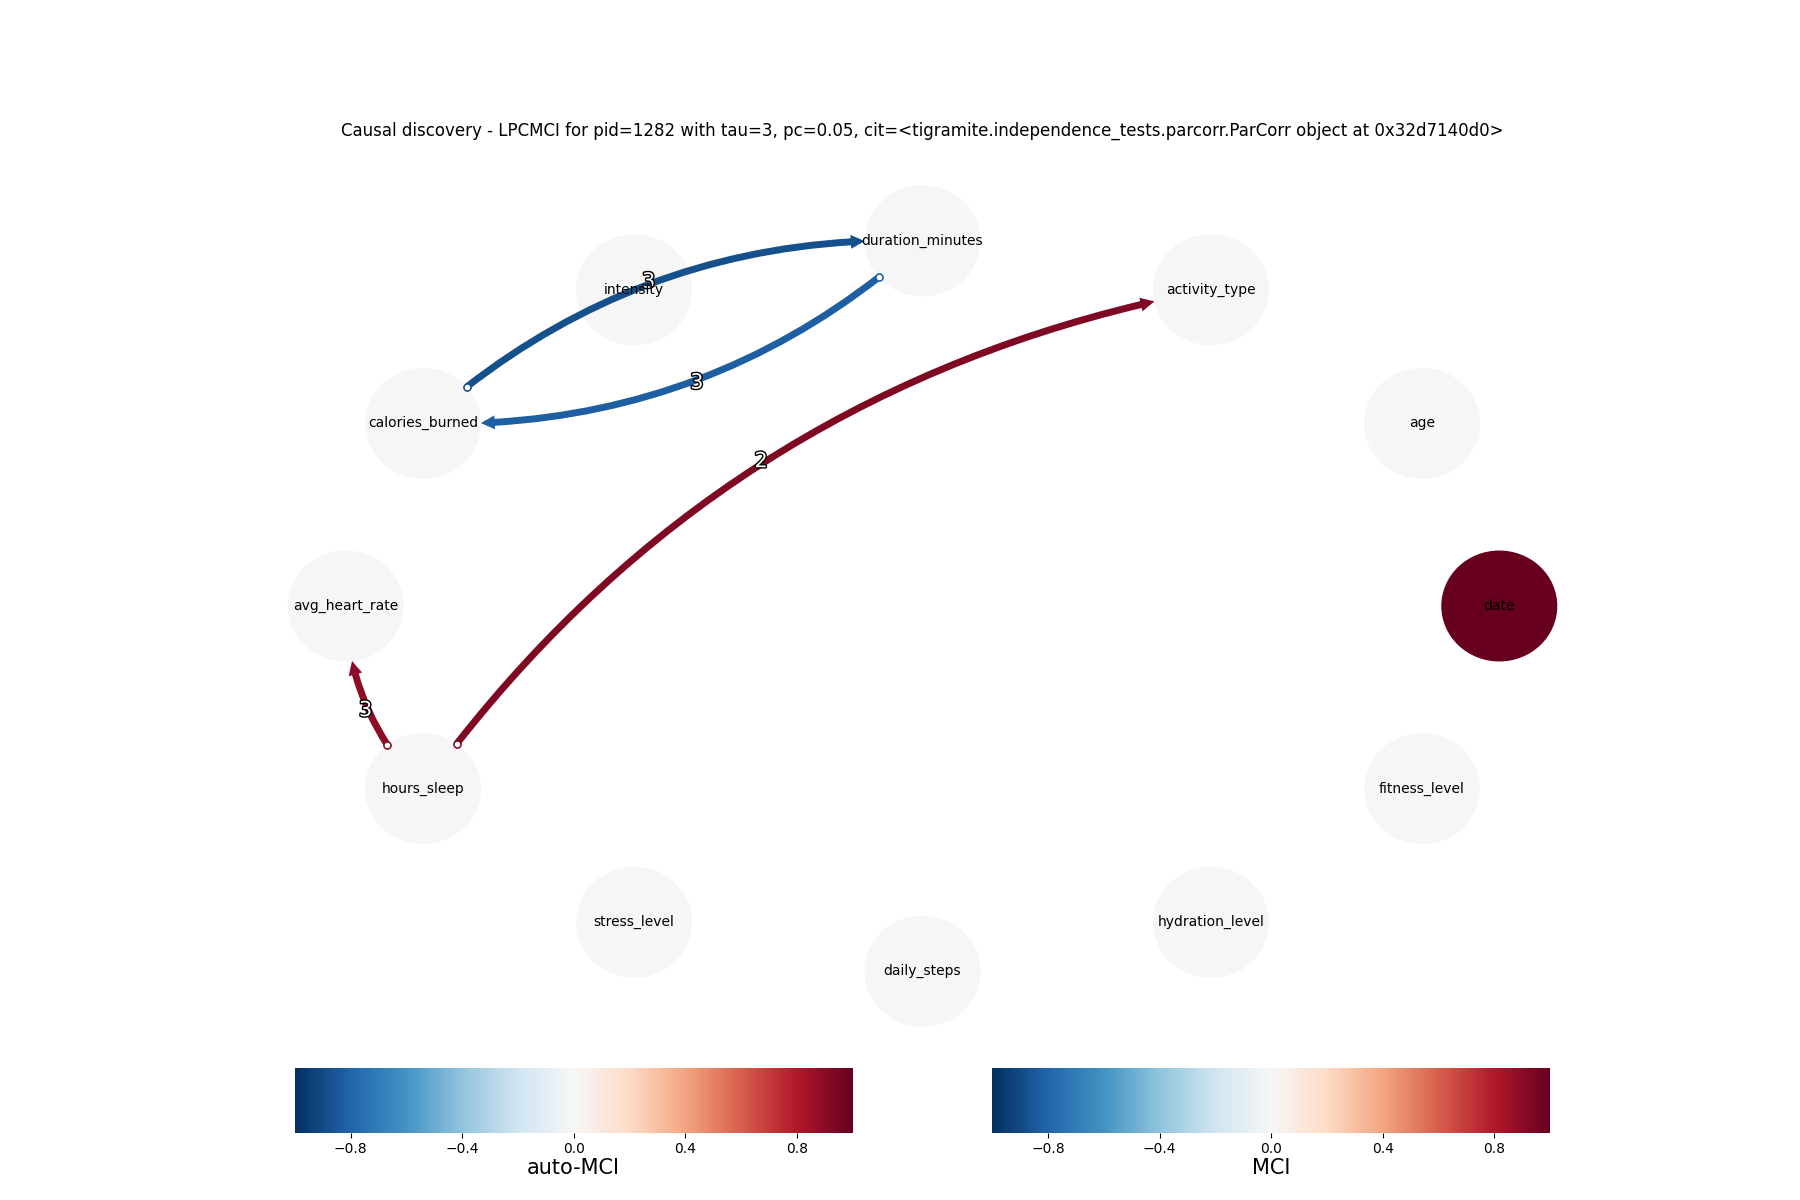 Causal discovery - LPCMCI for pid=1282 with tau=3, pc=0.05, cit=<tigramite.independence_tests.parcorr.ParCorr object at 0x32d7140d0>
duration_minutes
3
intensity
activity_type
3
calories_burned
age
2
avg_heart_rate
date
3
hours_sleep
fitness_level
stress_level
hydration_level
daily_steps
−0.8 −0.4 0.0 0.4 0.8
auto-MCI
−0.8 −0.4 0.0 0.4 0.8
MCI